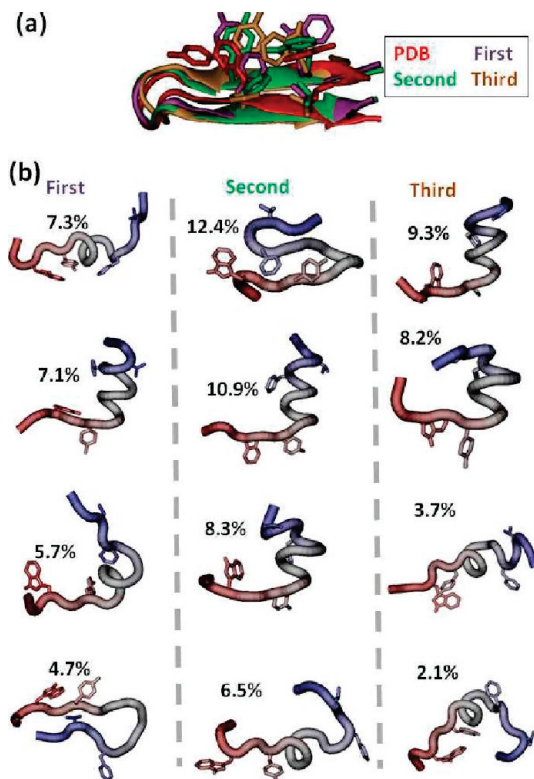 (a)
PDB First
Second Third
(b)
First Second Third
7.3% 12.4% 9.3%
7.1% 10.9% 8.2%
5.7% 8.3% 3.7%
4.7% 6.5% 2.1%